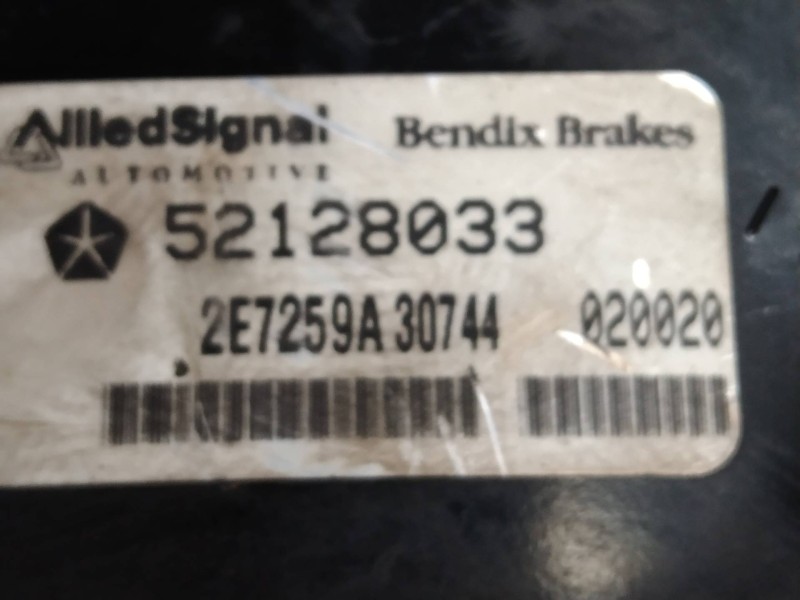 AlliedSignal Bendix Brakes
AUTOMOTIVE
52128033
2E7259A 30744 020020